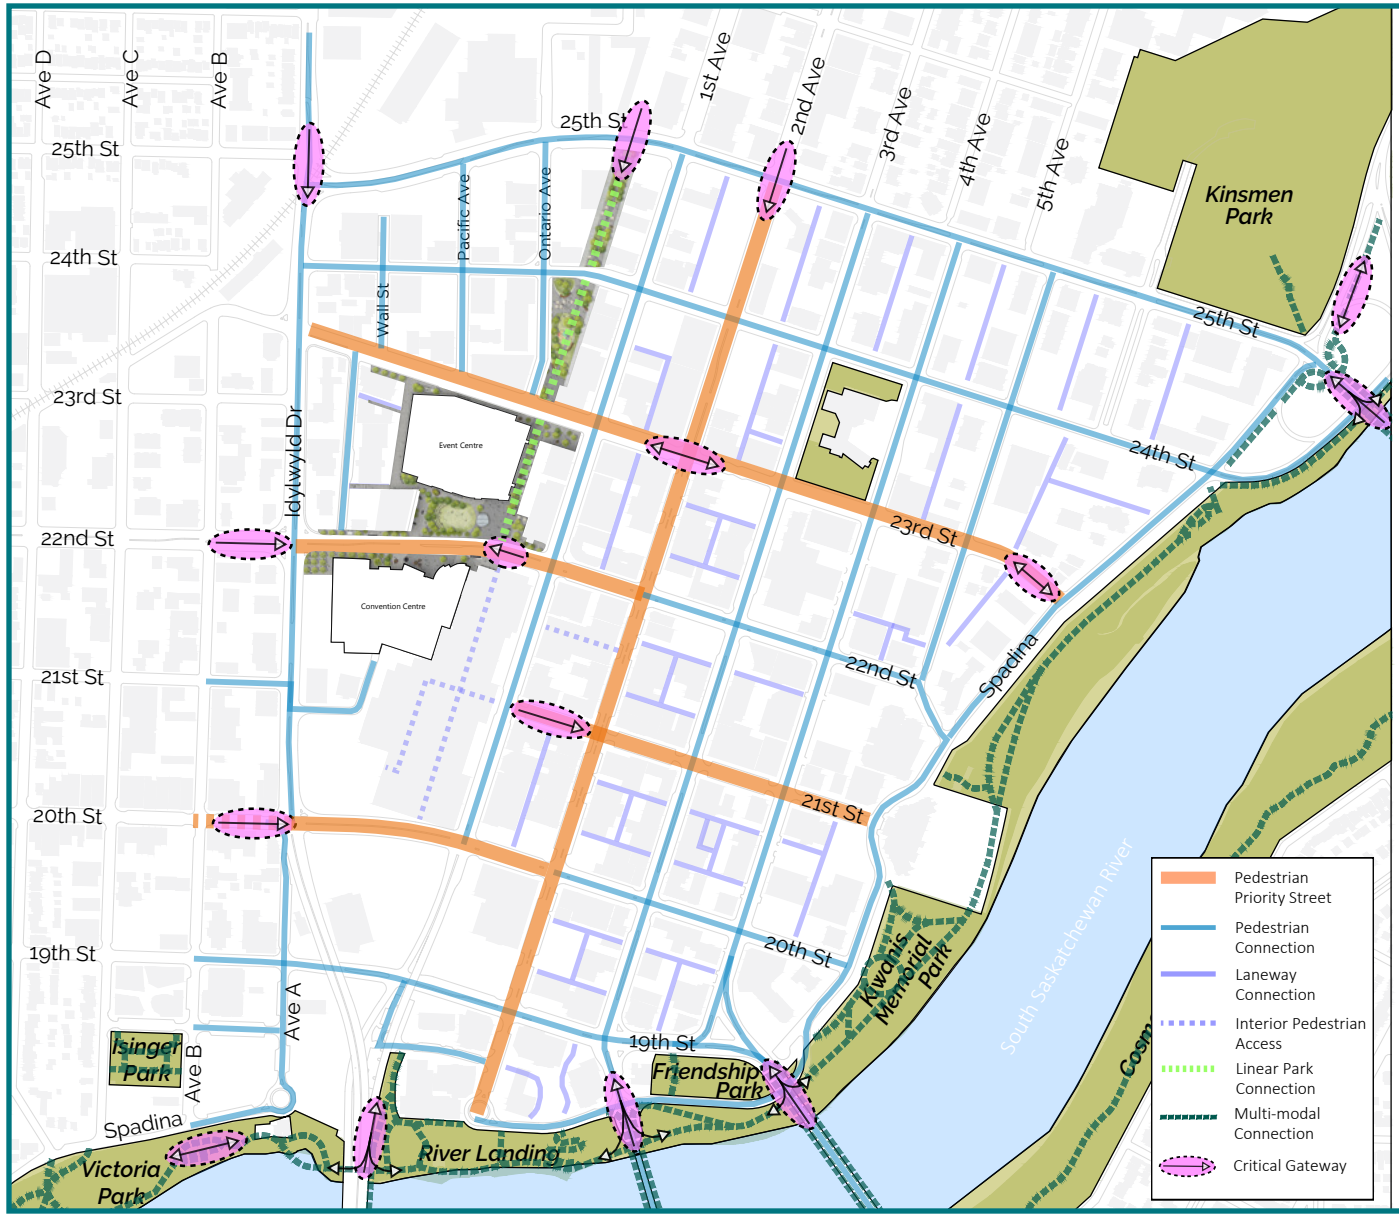 Ave D
Ave C
Ave B
1st Ave
2nd Ave
3rd Ave
4th Ave
5th Ave
25th St
25th St
Pacific Ave
Ontario Ave
Kinsmen
Park
24th St
Wall St
25th St
23rd St
Idylwyld Dr
Event Centre
24th St
22nd St
23rd St
Convention Centre
21st St
22nd St
Spadina
20th St
21st St
South Saskatchewan River
19th St
20th St
Kiwanis
Memorial
Park
Ave A
19th St
Isinger
Park
Ave B
Friendship
Park
Cosm
Spadina
River Landing
Victoria
Park
Pedestrian
Priority Street
Pedestrian
Connection
Laneway
Connection
Interior Pedestrian
Access
Linear Park
Connection
Multi-modal
Connection
Critical Gateway